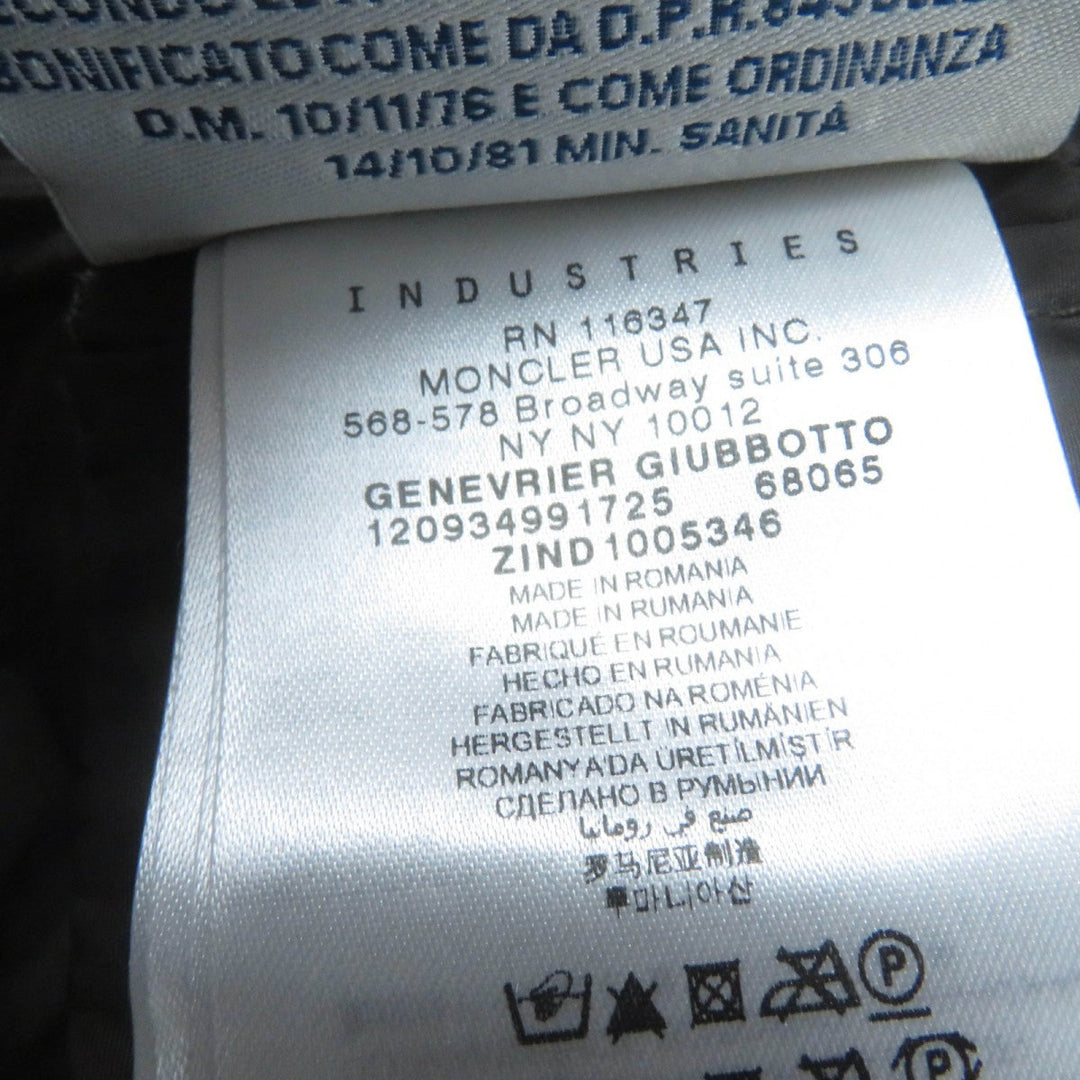 BONIFICATO COME DA D.P.R.
D.M. 10/11/76 E COME ORDINANZA
14/10/81 MIN. SANITÁ
INDUSTRIES
RN 116347
MONCLER USA INC.
568-578 Broadway suite 306
NY NY 10012
GENEVRIER GIUBBOTTO
120934991725 68065
ZIND1005346
MADE IN ROMANIA
MADE IN RUMANIA
FABRIQUÉ EN ROUMANIE
HECHO EN RUMANIA
FABRICADO NA ROMÉNIA
HERGESTELLT IN RUMÄNIEN
ROMANYA'DA ÜRETİLMİŞTİR
СДЕЛАНО В РУМЫНИИ
صنع في رومانيا
罗马尼亚制造
루마니아산
P
P